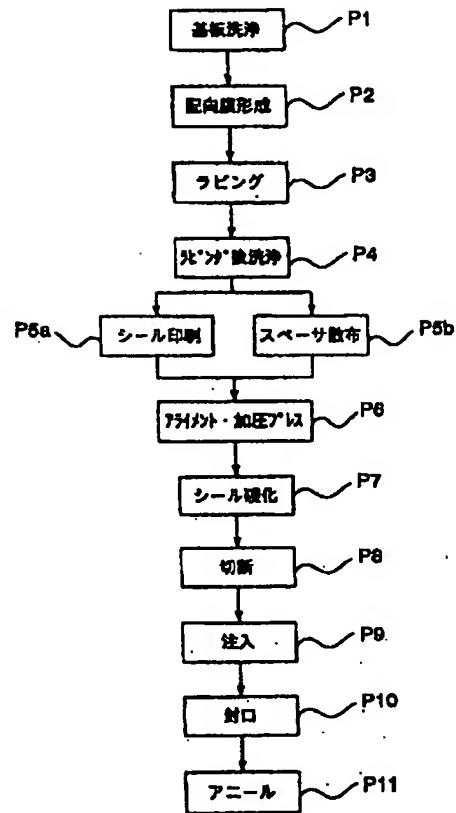 基板洗浄
P1
配向膜形成
P2
ラビング
P3
ﾗﾋﾞﾝｸﾞ後洗浄
P4
P5a
シール印刷
スペーサ散布
P5b
ｱﾗｲﾒﾝﾄ・加圧ﾌﾟﾚｽ
P6
シール硬化
P7
切断
P8
注入
P9
封口
P10
アニール
P11